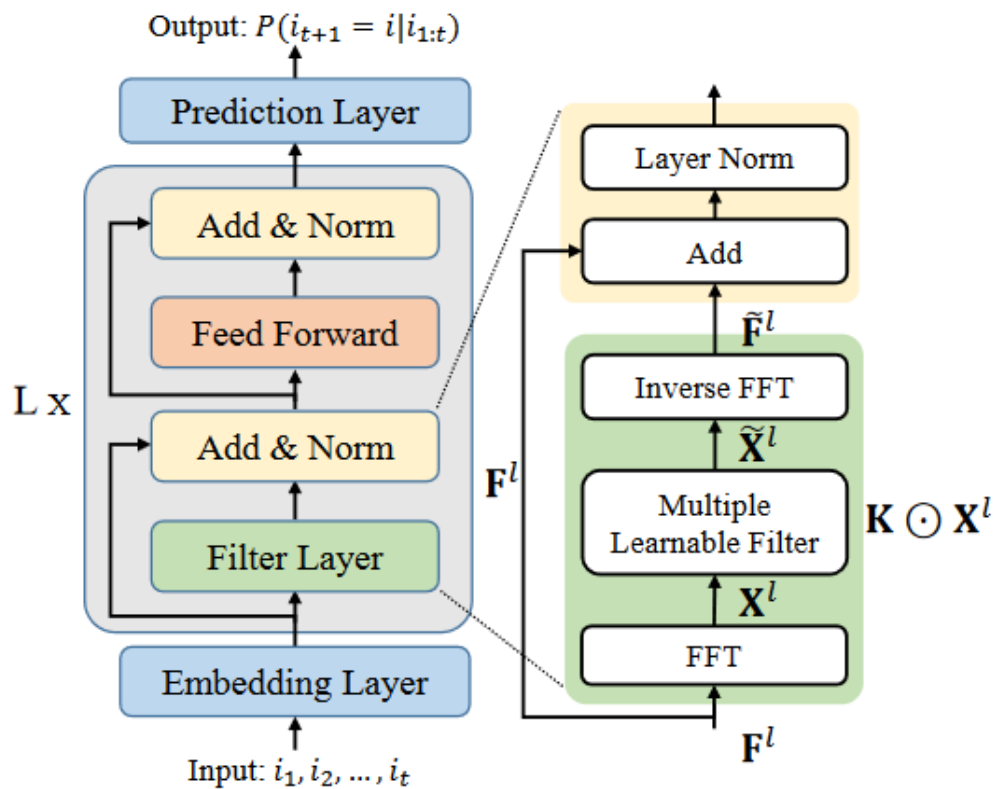 Output: P(i_{t+1} = i|i_{1:t})
Prediction Layer
Add & Norm
Feed Forward
L x
Add & Norm
Filter Layer
Embedding Layer
Input: i_1, i_2, ..., i_t
Layer Norm
Add
F̃^l
Inverse FFT
X̃^l
F^l
Multiple
Learnable Filter
K ⊙ X^l
X^l
FFT
F^l